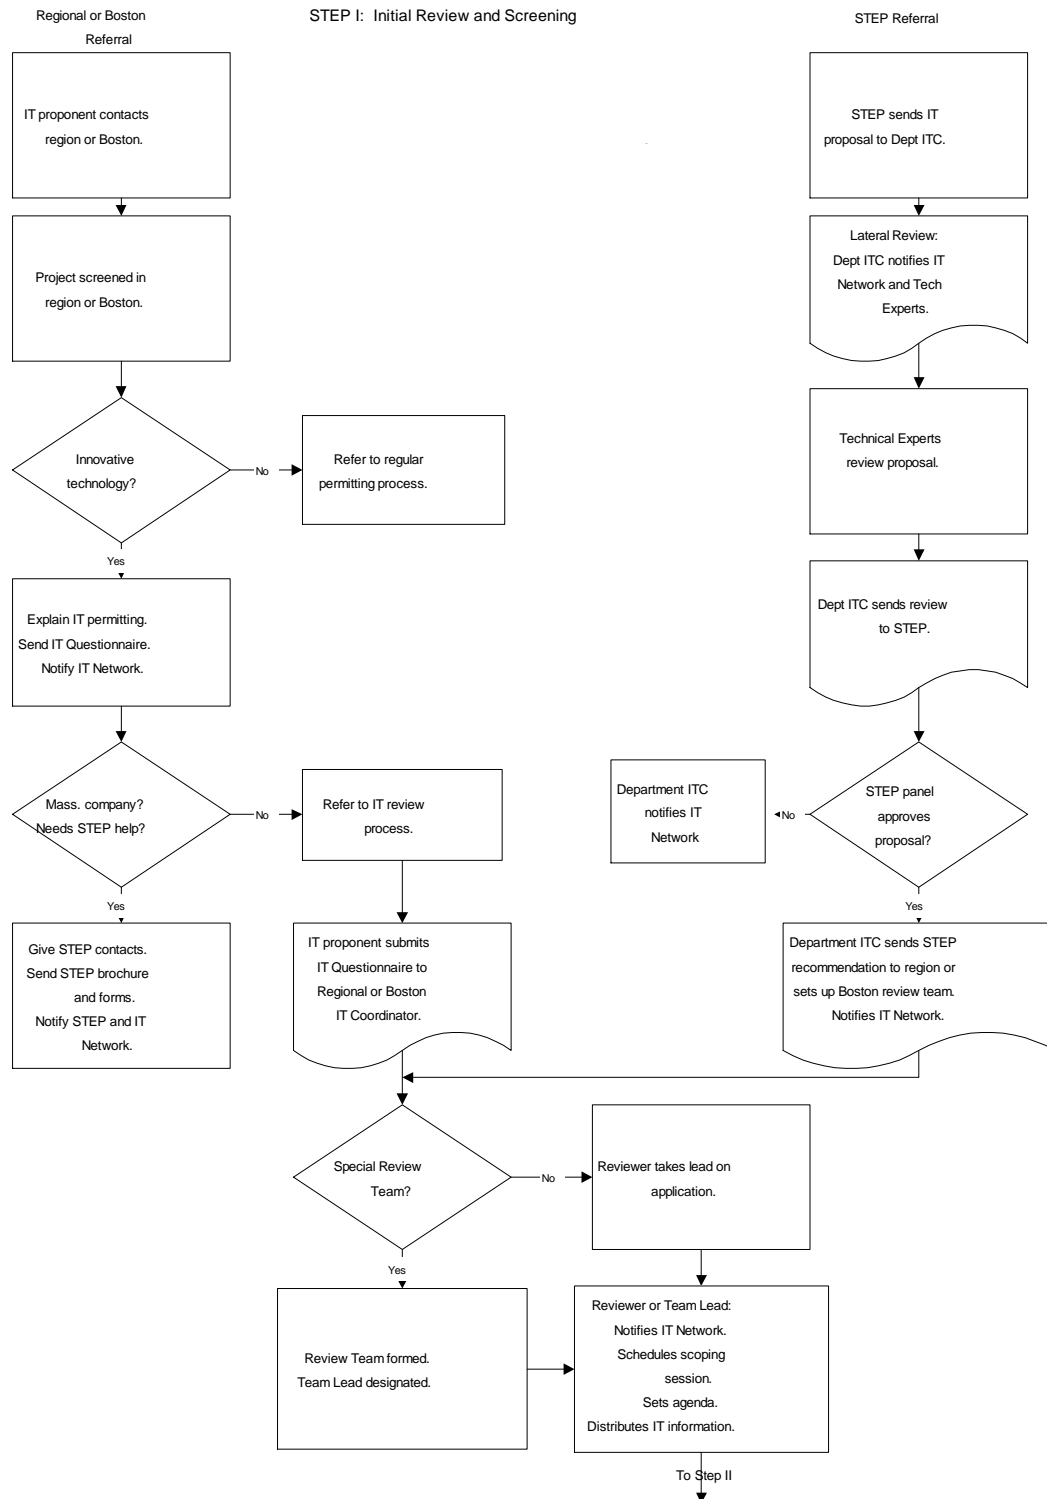 STEP I: Initial Review and Screening
Regional or Boston
Referral
STEP Referral
IT proponent contacts
region or Boston.
Project screened in
region or Boston.
Innovative
technology?
No
Refer to regular
permitting process.
Yes
Explain IT permitting.
Send IT Questionnaire.
Notify IT Network.
Mass. company?
Needs STEP help?
No
Refer to IT review
process.
Yes
Give STEP contacts.
Send STEP brochure
and forms.
Notify STEP and IT
Network.
IT proponent submits
IT Questionnaire to
Regional or Boston
IT Coordinator.
STEP sends IT
proposal to Dept ITC.
Lateral Review:
Dept ITC notifies IT
Network and Tech
Experts.
Technical Experts
review proposal.
Dept ITC sends review
to STEP.
STEP panel
approves
proposal?
No
Department ITC
notifies IT
Network
Yes
Department ITC sends STEP
recommendation to region or
sets up Boston review team.
Notifies IT Network.
Special Review
Team?
No
Reviewer takes lead on
application.
Yes
Review Team formed.
Team Lead designated.
Reviewer or Team Lead:
Notifies IT Network.
Schedules scoping
session.
Sets agenda.
Distributes IT information.
To Step II